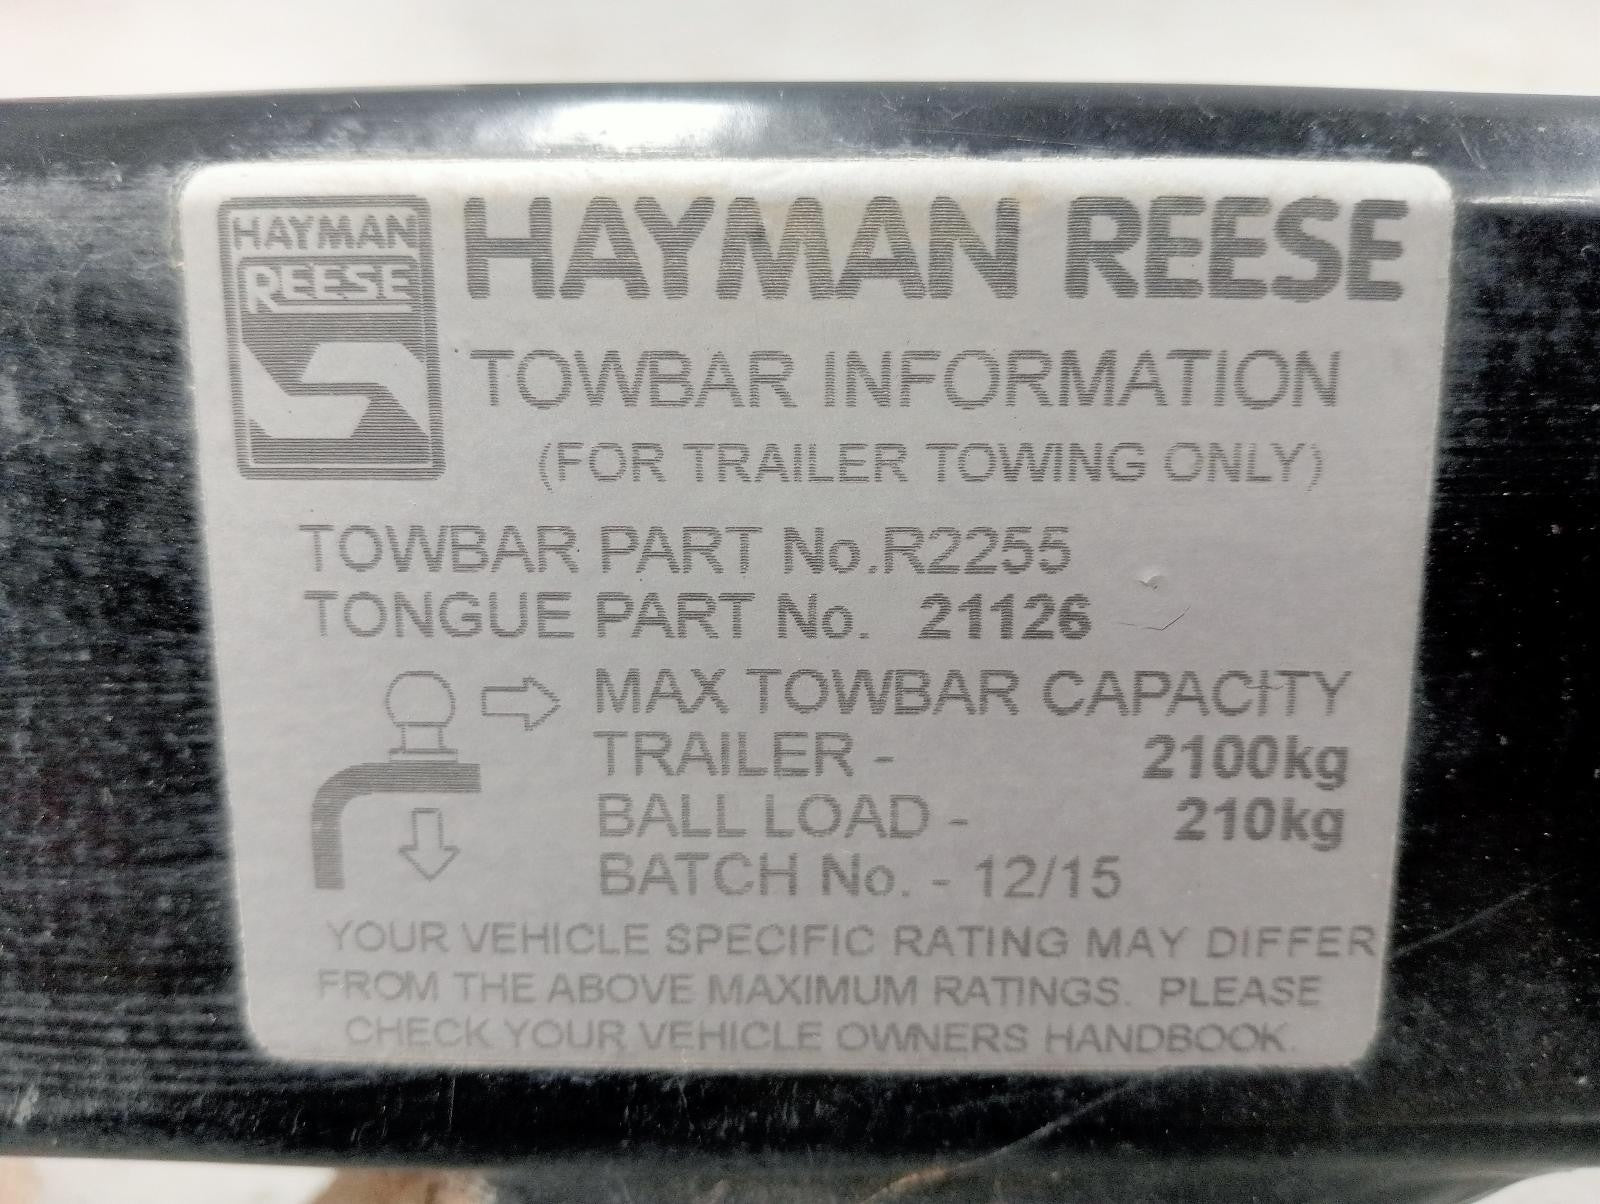 HAYMAN
REESE
HAYMAN REESE
TOWBAR INFORMATION
(FOR TRAILER TOWING ONLY)
TOWBAR PART No.R2255
TONGUE PART No. 21126
MAX TOWBAR CAPACITY
TRAILER - 2100kg
BALL LOAD - 210kg
BATCH No. - 12/15
YOUR VEHICLE SPECIFIC RATING MAY DIFFER
FROM THE ABOVE MAXIMUM RATINGS. PLEASE
CHECK YOUR VEHICLE OWNERS HANDBOOK.